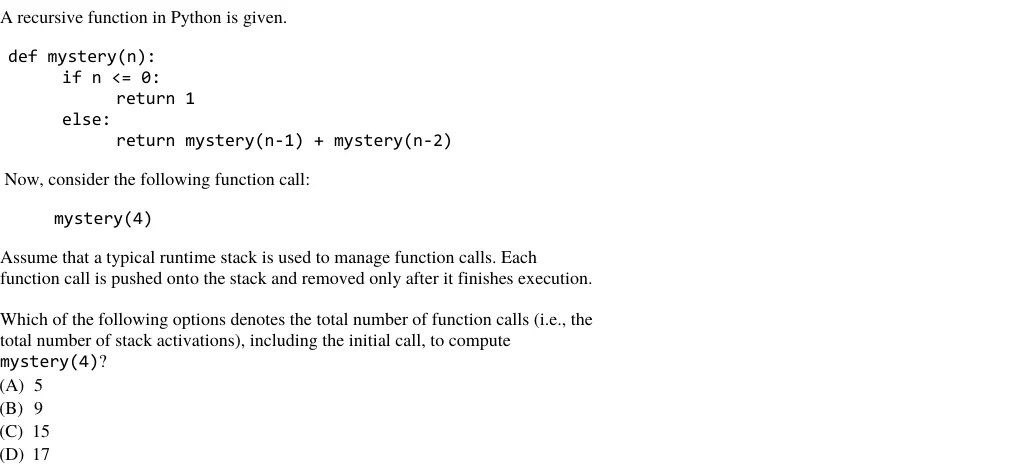 A recursive function in Python is given.
def mystery(n):
if n <= 0:
return 1
else:
return mystery(n-1) + mystery(n-2)
Now, consider the following function call:
mystery(4)
Assume that a typical runtime stack is used to manage function calls. Each
function call is pushed onto the stack and removed only after it finishes execution.
Which of the following options denotes the total number of function calls (i.e., the
total number of stack activations), including the initial call, to compute
mystery(4)?
(A) 5
(B) 9
(C) 15
(D) 17